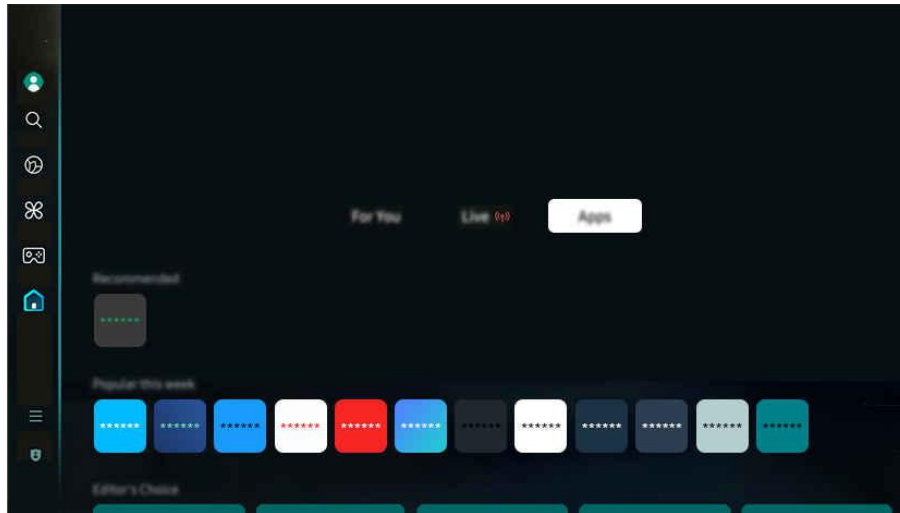 For You
Live
Apps
Recommended
******
Popular this week
****** ****** ****** ****** ****** ****** ****** ****** ****** ****** ****** ******
Editor's Choice